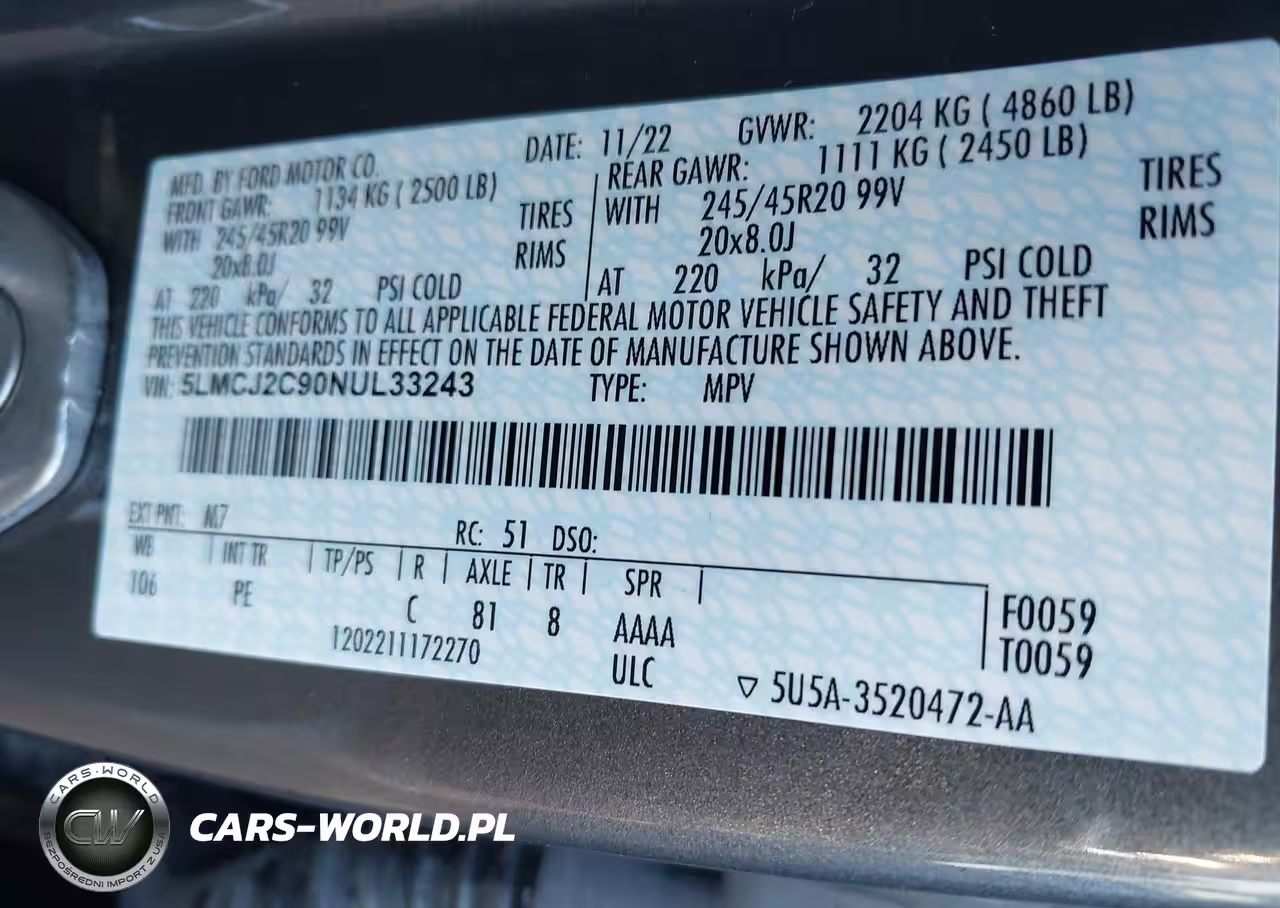 MFD. BY FORD MOTOR CO. DATE: 11/22 GVWR: 2204 KG ( 4860 LB)
FRONT GAWR: 1134 KG ( 2500 LB) REAR GAWR: 1111 KG ( 2450 LB)
WITH 245/45R20 99V TIRES WITH 245/45R20 99V TIRES
20x8.0J RIMS 20x8.0J RIMS
AT 220 kPa/ 32 PSI COLD AT 220 kPa/ 32 PSI COLD
THIS VEHICLE CONFORMS TO ALL APPLICABLE FEDERAL MOTOR VEHICLE SAFETY AND THEFT
PREVENTION STANDARDS IN EFFECT ON THE DATE OF MANUFACTURE SHOWN ABOVE.
VIN: 5LMCJ2C90NUL33243 TYPE: MPV
EXT PNT: M7 RC: 51 DSO:
WB INT TR TP/PS R AXLE TR SPR
106 PE C 81 8 AAAA F0059
1202211172270 ULC T0059
▽ 5U5A-3520472-AA
CARS-WORLD
CW
BEZPOŚREDNI IMPORT Z USA
CARS-WORLD.PL